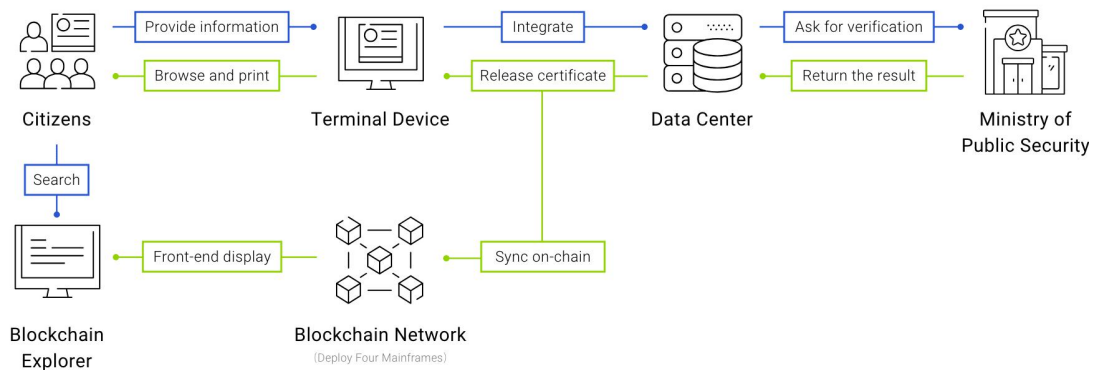 Provide information
Integrate
Ask for verification
Browse and print
Release certificate
Return the result
Citizens
Terminal Device
Data Center
Ministry of
Public Security
Search
Front-end display
Sync on-chain
Blockchain
Explorer
Blockchain Network
(Deploy Four Mainframes)